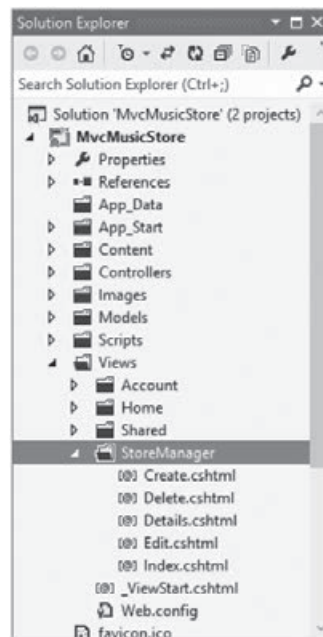 Solution Explorer
Search Solution Explorer (Ctrl+;)
Solution 'MvcMusicStore' (2 projects)
MvcMusicStore
Properties
References
App_Data
App_Start
Content
Controllers
Images
Models
Scripts
Views
Account
Home
Shared
StoreManager
[@] Create.cshtml
[@] Delete.cshtml
[@] Details.cshtml
[@] Edit.cshtml
[@] Index.cshtml
[@] _ViewStart.cshtml
Web.config
favicon.ico